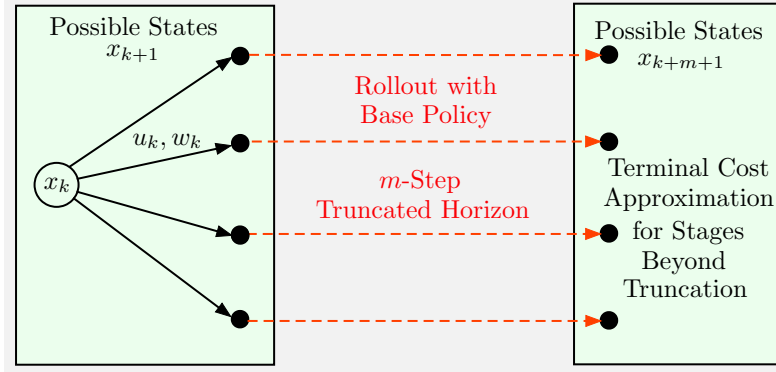 Possible States
x_{k+1}
u_k, w_k
x_k
Rollout with
Base Policy
m-Step
Truncated Horizon
Possible States
x_{k+m+1}
Terminal Cost
Approximation
for Stages
Beyond
Truncation